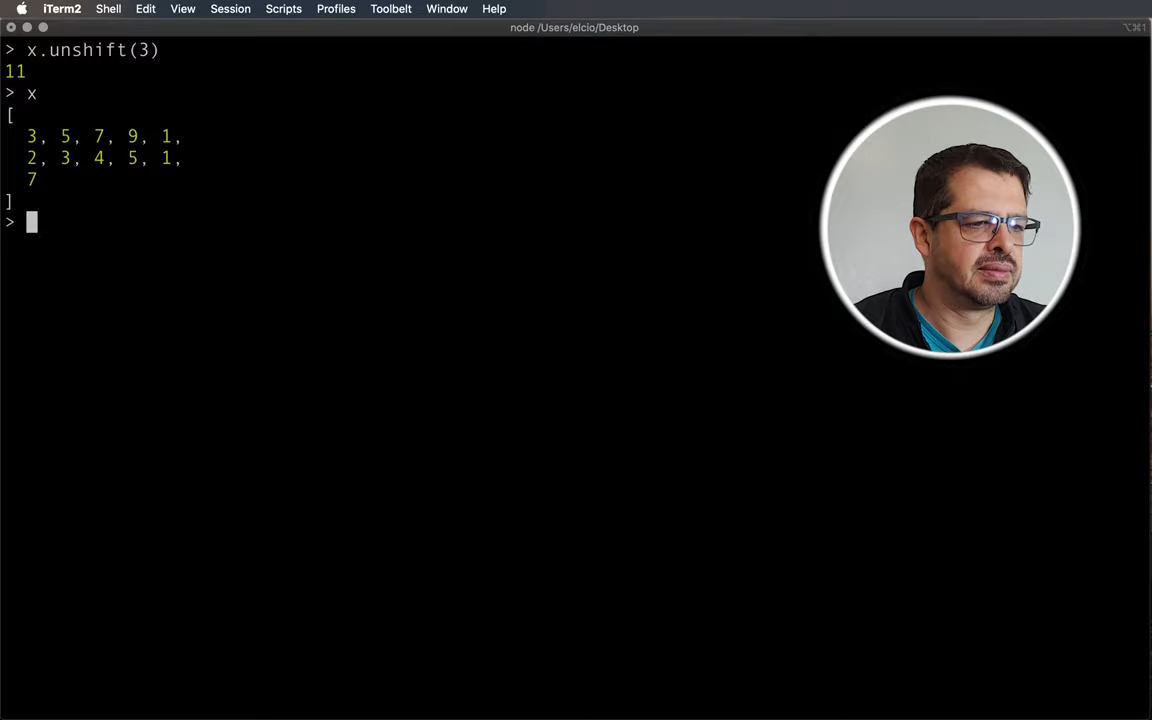 iTerm2 Shell Edit View Session Scripts Profiles Toolbelt Window Help
node /Users/elcio/Desktop ⌥⌘1
> x.unshift(3)
11
> x
[
3, 5, 7, 9, 1,
2, 3, 4, 5, 1,
7
]
>